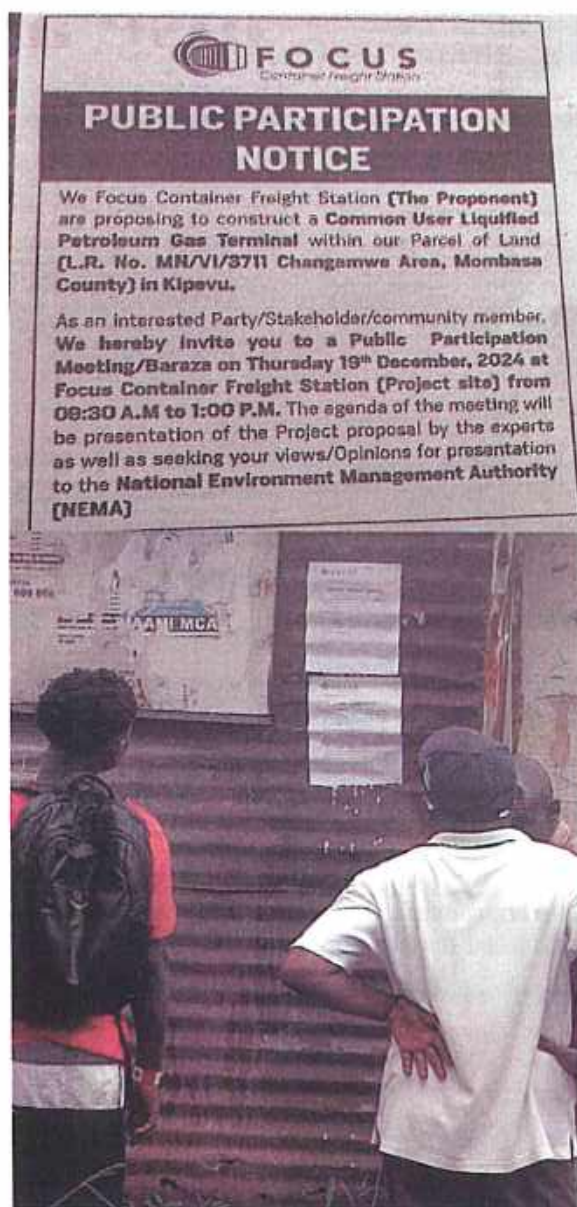 FOCUS
Container Freight Station
PUBLIC PARTICIPATION
NOTICE
We Focus Container Freight Station (The Proponent)
are proposing to construct a Common User Liquified
Petroleum Gas Terminal within our Parcel of Land
(L.R. No. MN/VI/3711 Changamwe Area, Mombasa
County) in Kipevu.
As an interested Party/Stakeholder/community member.
We hereby invite you to a Public Participation
Meeting/Baraza on Thursday 19th December, 2024 at
Focus Container Freight Station (Project site) from
09:30 A.M to 1:00 P.M. The agenda of the meeting will
be presentation of the Project proposal by the experts
as well as seeking your views/Opinions for presentation
to the National Environment Management Authority
(NEMA)
MCA